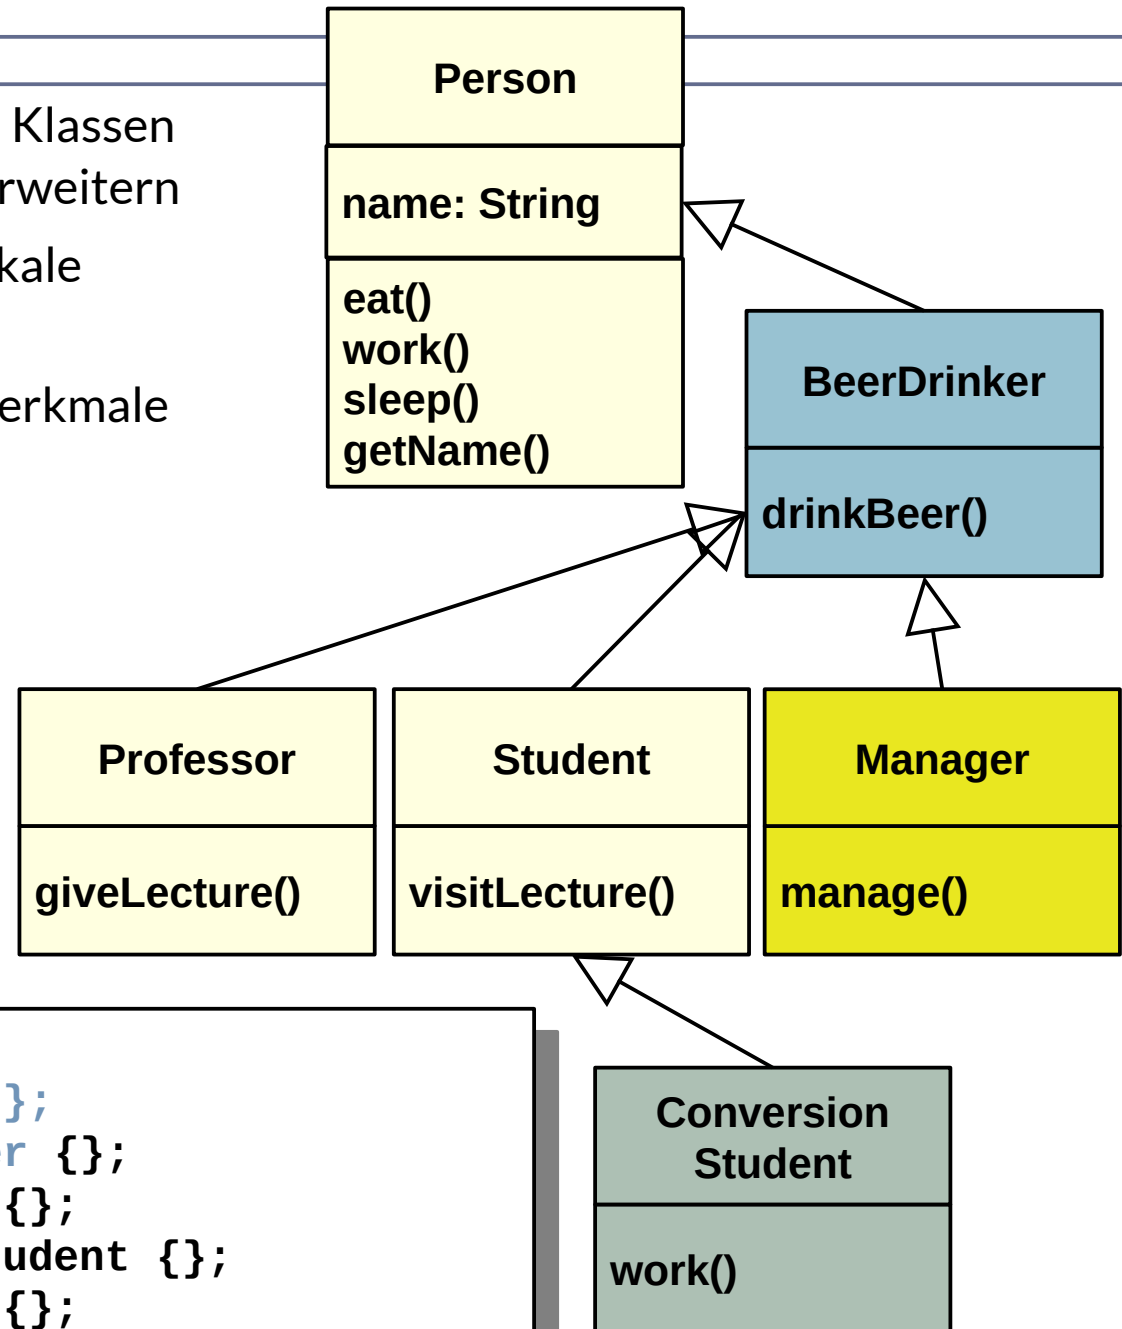 Person
Klassen
rweitern
name: String
kale
eat()
work()
BeerDrinker
sleep()
erkmale
getName()
drinkBeer()
Professor
Student
Manager
giveLecture()
visitLecture()
manage()
};
r {};
{};
udent {};
{};
Conversion
Student
work()